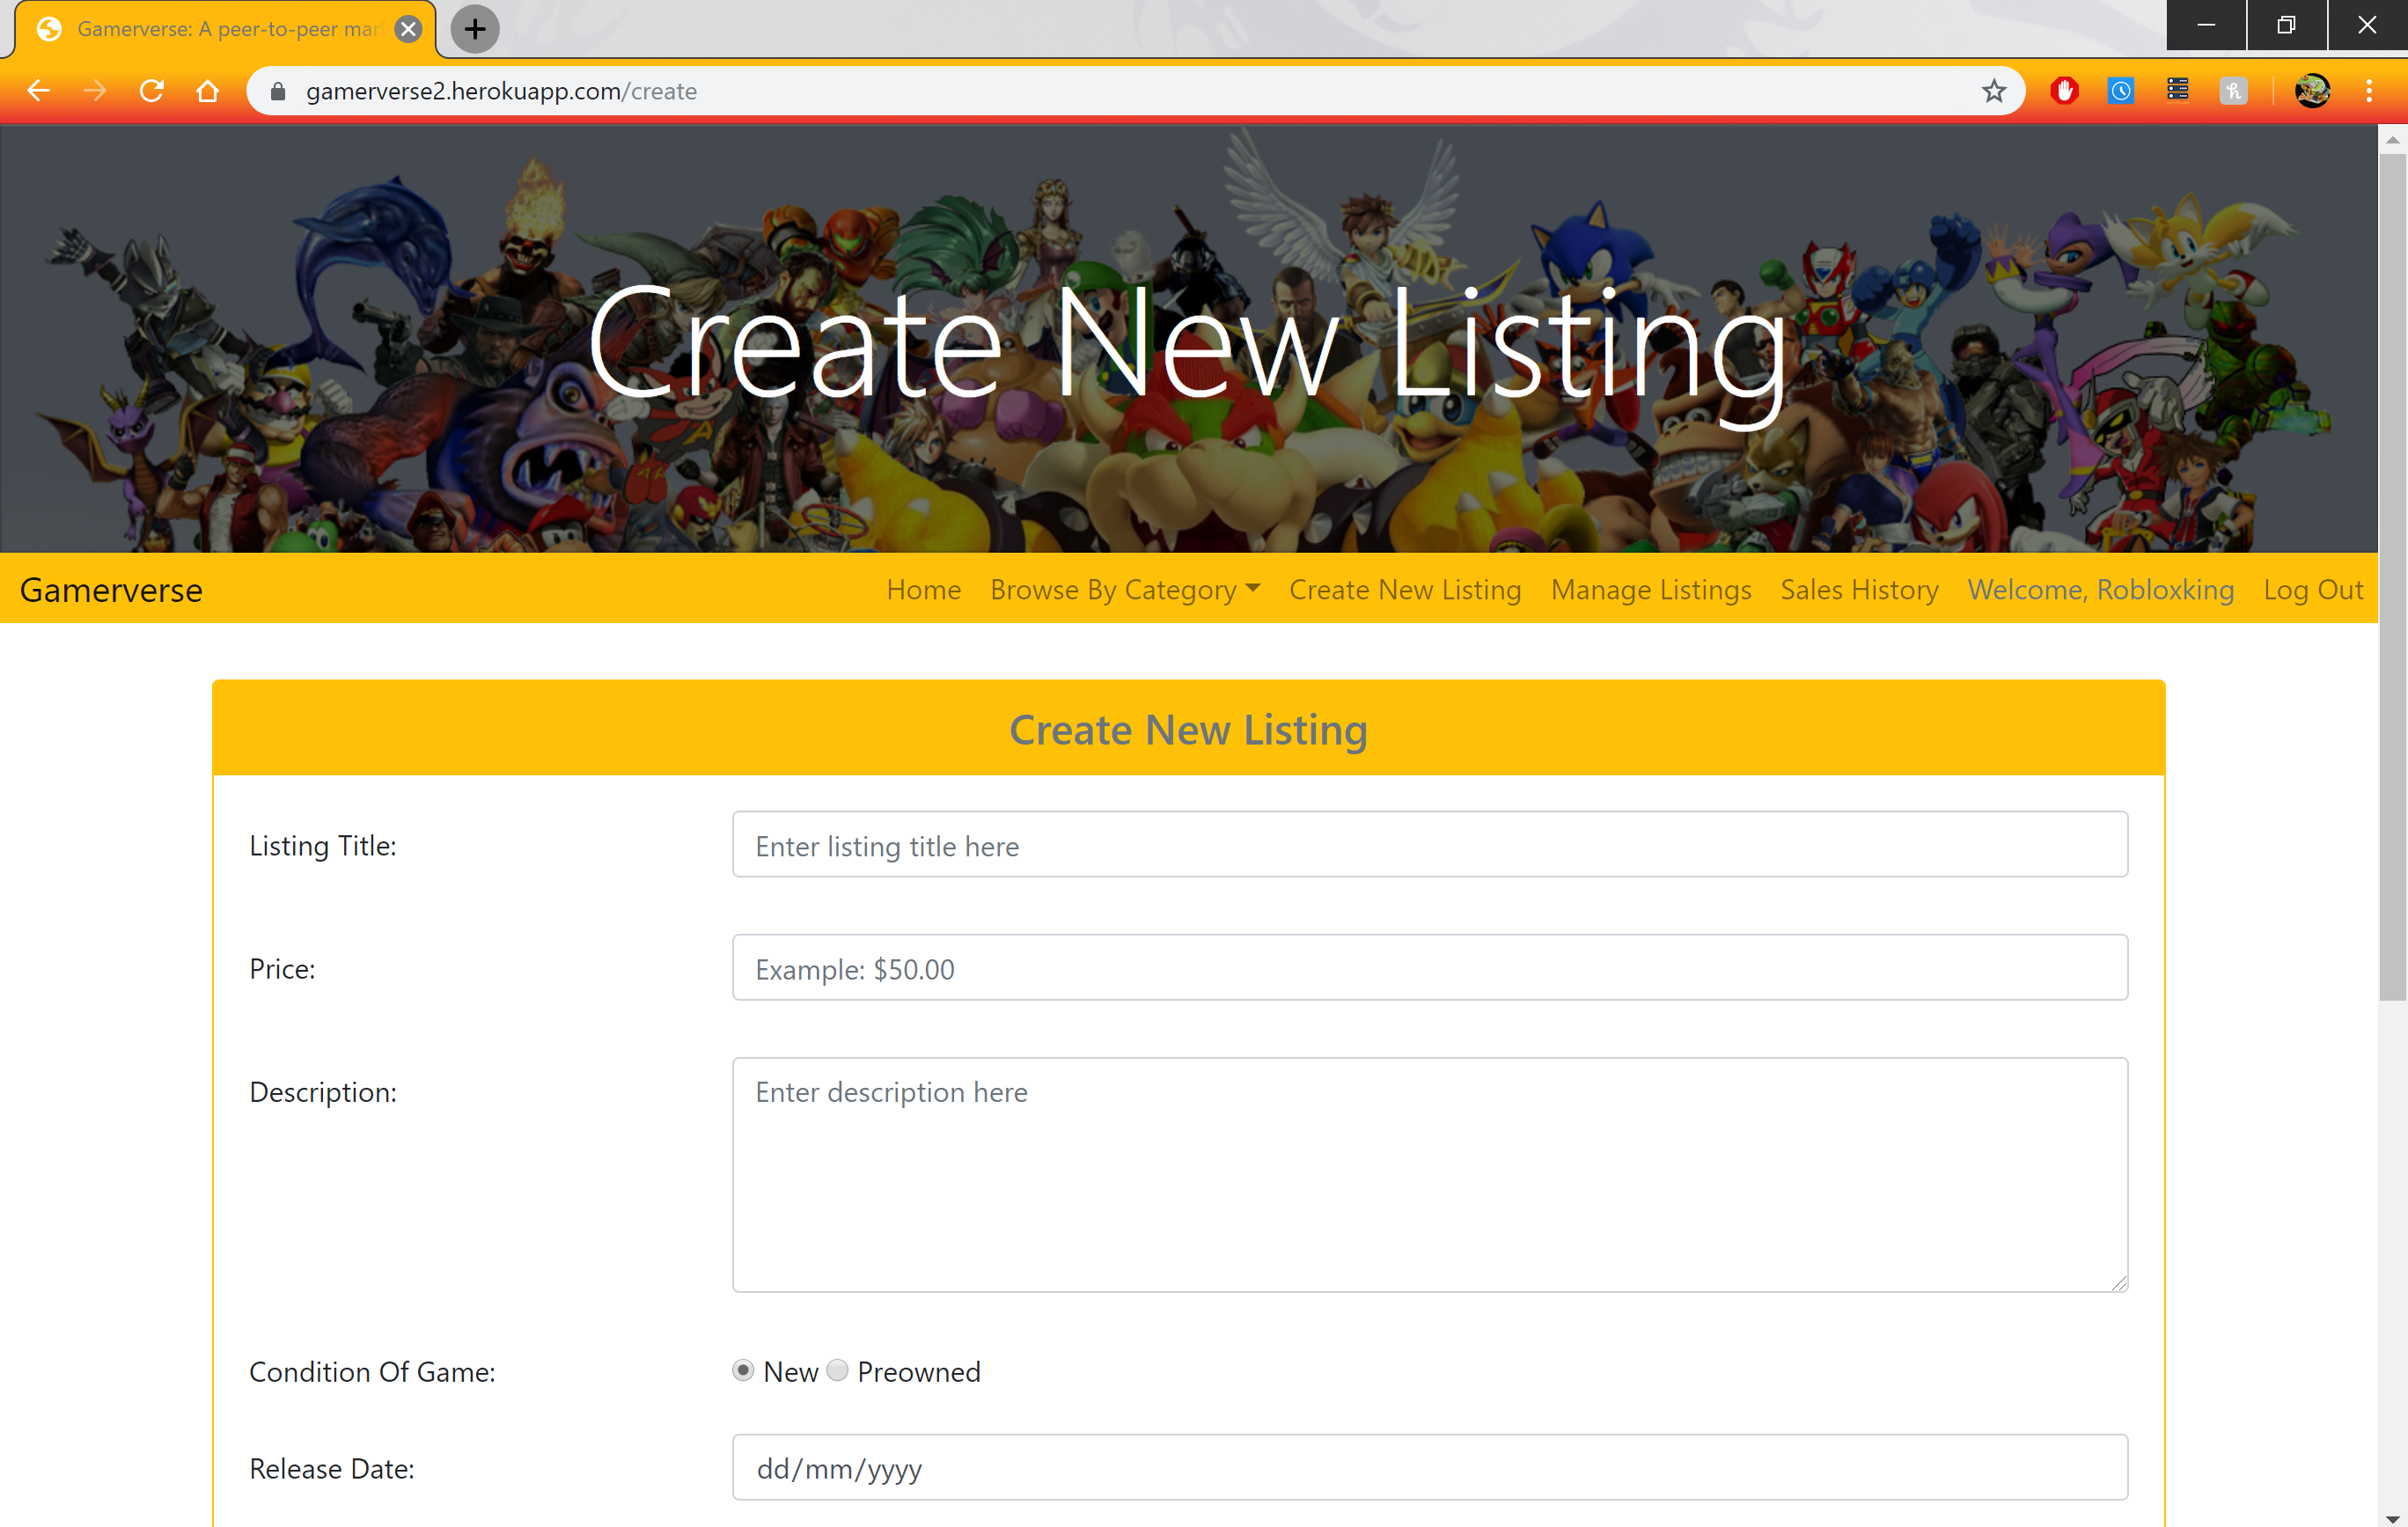 Gamerverse: A peer-to-peer mar
gamerverse2.herokuapp.com/create
Create New Listing
Gamerverse
Home Browse By Category Create New Listing Manage Listings Sales History Welcome, Robloxking Log Out
Create New Listing
Listing Title:
Enter listing title here
Price:
Example: $50.00
Description:
Enter description here
Condition Of Game:
New Preowned
Release Date:
dd/mm/yyyy